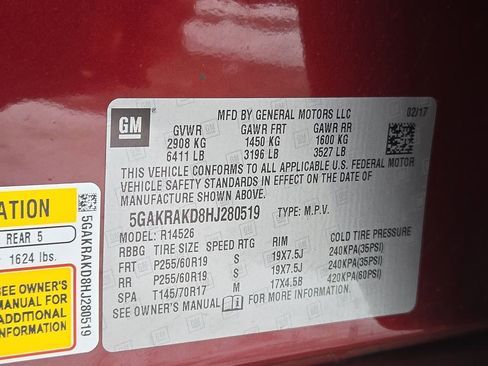 GM
MFD BY GENERAL MOTORS LLC
02/17
GVWR GAWR FRT GAWR RR
2908 KG 1450 KG 1600 KG
6411 LB 3196 LB 3527 LB
THIS VEHICLE CONFORMS TO ALL APPLICABLE U.S. FEDERAL MOTOR
VEHICLE SAFETY STANDARDS IN EFFECT ON THE DATE OF
MANUFACTURE SHOWN ABOVE.
5GAKRAKD8HJ280519 TYPE: M.P.V.
MODEL: R14526
RBBG TIRE SIZE SPEED RTG RIM COLD TIRE PRESSURE
FRT P255/60R19 S 19X7.5J 240KPA(35PSI)
RR P255/60R19 S 19X7.5J 240KPA(35PSI)
SPA T145/70R17 M 17X4.5B 420KPA(60PSI)
SEE OWNER'S MANUAL FOR MORE INFORMATION.
ATION
REAR 5
1624 lbs.
SEE OWNER'S
MANUAL FOR
ADDITIONAL
INFORMATION
5GAKRAKD8HJ280519